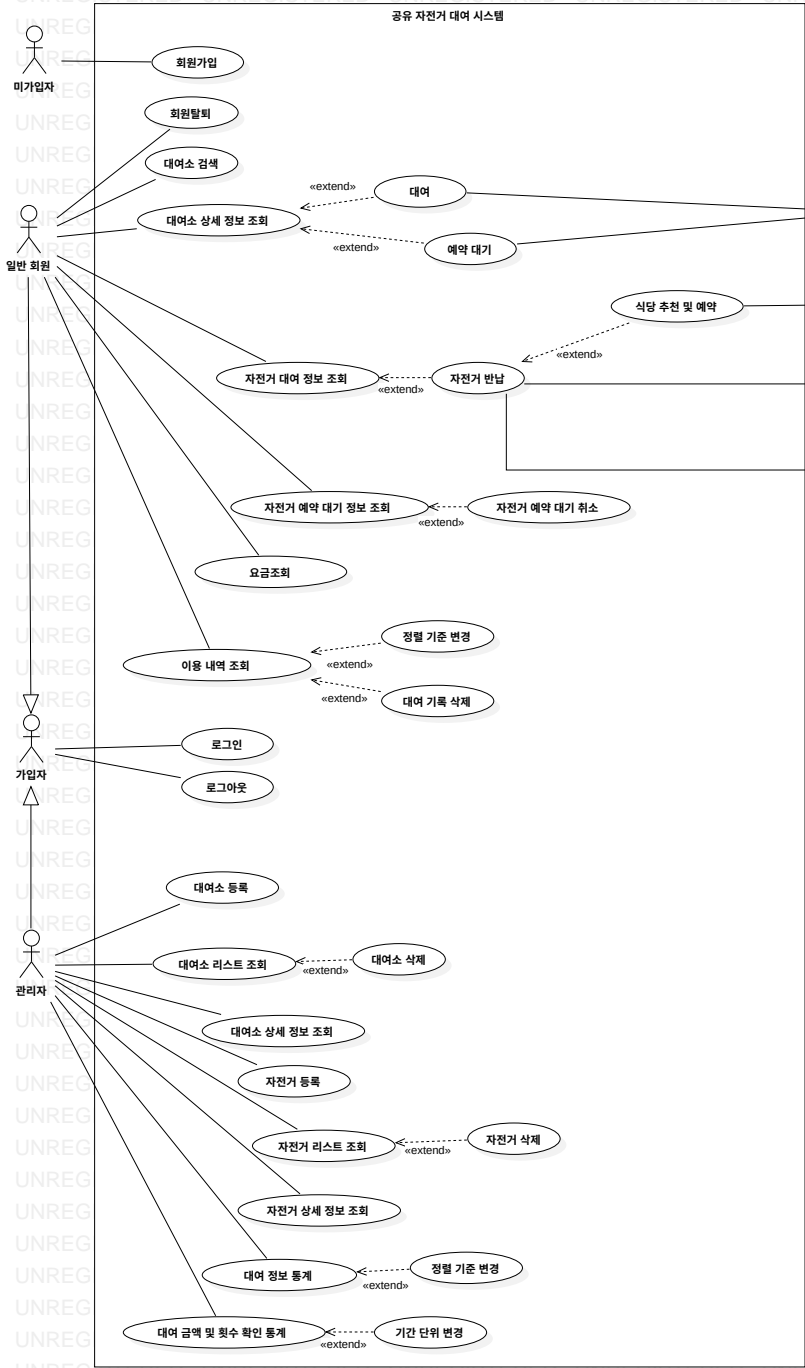 공유 자전거 대여 시스템
미가입자
회원가입
회원탈퇴
대여소 검색
일반 회원
대여소 상세 정보 조회
«extend»
대여
«extend»
예약 대기
식당 추천 및 예약
«extend»
자전거 대여 정보 조회
«extend»
자전거 반납
자전거 예약 대기 정보 조회
«extend»
자전거 예약 대기 취소
요금조회
이용 내역 조회
«extend»
정렬 기준 변경
«extend»
대여 기록 삭제
가입자
로그인
로그아웃
관리자
대여소 등록
대여소 리스트 조회
«extend»
대여소 삭제
대여소 상세 정보 조회
자전거 등록
자전거 리스트 조회
«extend»
자전거 삭제
자전거 상세 정보 조회
대여 정보 통계
«extend»
정렬 기준 변경
대여 금액 및 횟수 확인 통계
«extend»
기간 단위 변경